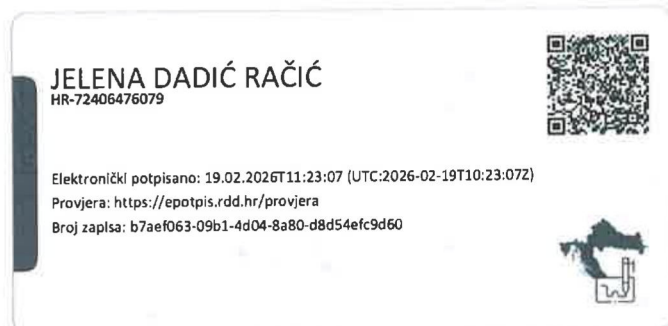 JELENA DADIĆ RAČIĆ
HR-72406476079
Elektronički potpisano: 19.02.2026T11:23:07 (UTC:2026-02-19T10:23:07Z)
Provjera: https://epotpis.rdd.hr/provjera
Broj zapisa: b7aef063-09b1-4d04-8a80-d8d54efc9d60